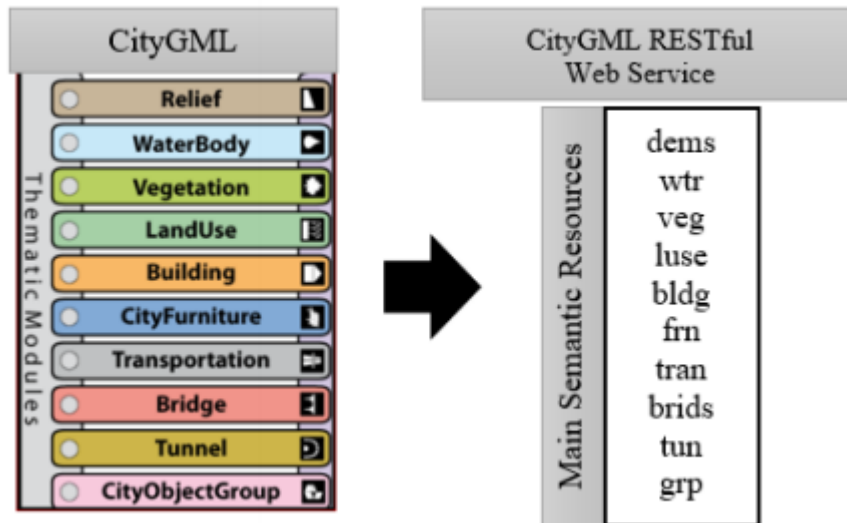 CityGML
Thematic Modules
Relief
WaterBody
Vegetation
LandUse
Building
CityFurniture
Transportation
Bridge
Tunnel
CityObjectGroup
CityGML RESTful
Web Service
Main Semantic Resources
dems
wtr
veg
luse
bldg
frn
tran
brids
tun
grp